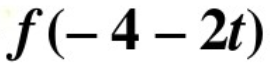 f(– 4 – 2t)